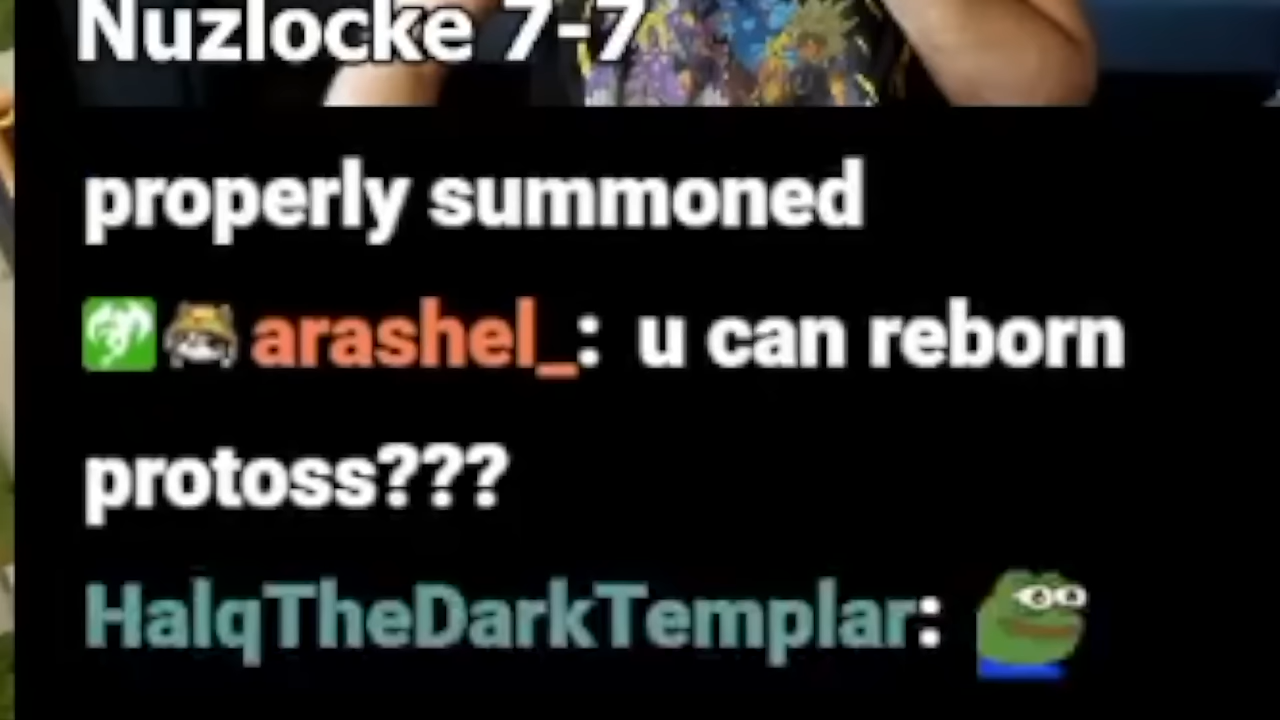 Nuzlocke 7-7
properly summoned
arashel_: u can reborn
protoss???
HalqTheDarkTemplar: